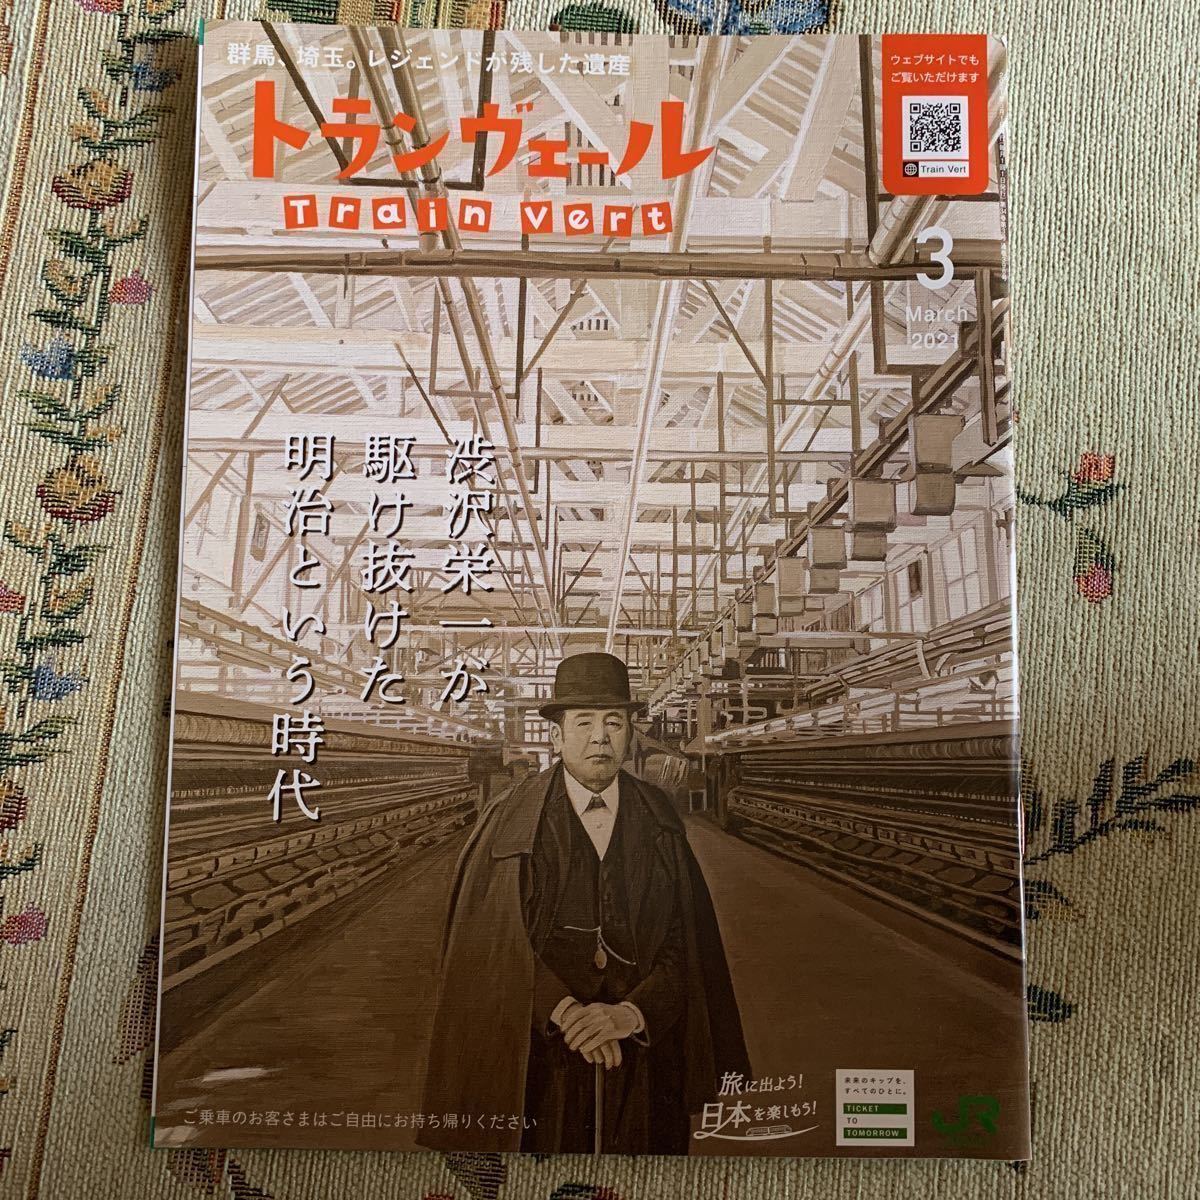 群馬、埼玉。レジェンドが残した遺産
トランヴェール
Train Vert
ウェブサイトでも
ご覧いただけます
Train Vert
3
March
2021
渋沢栄一が
駆け抜けた
明治という時代
旅に出よう!
日本を楽しもう!
未来のキップを、
すべてのひとに。
TICKET
TO
TOMORROW
JR
ご乗車のお客さまはご自由にお持ち帰りください